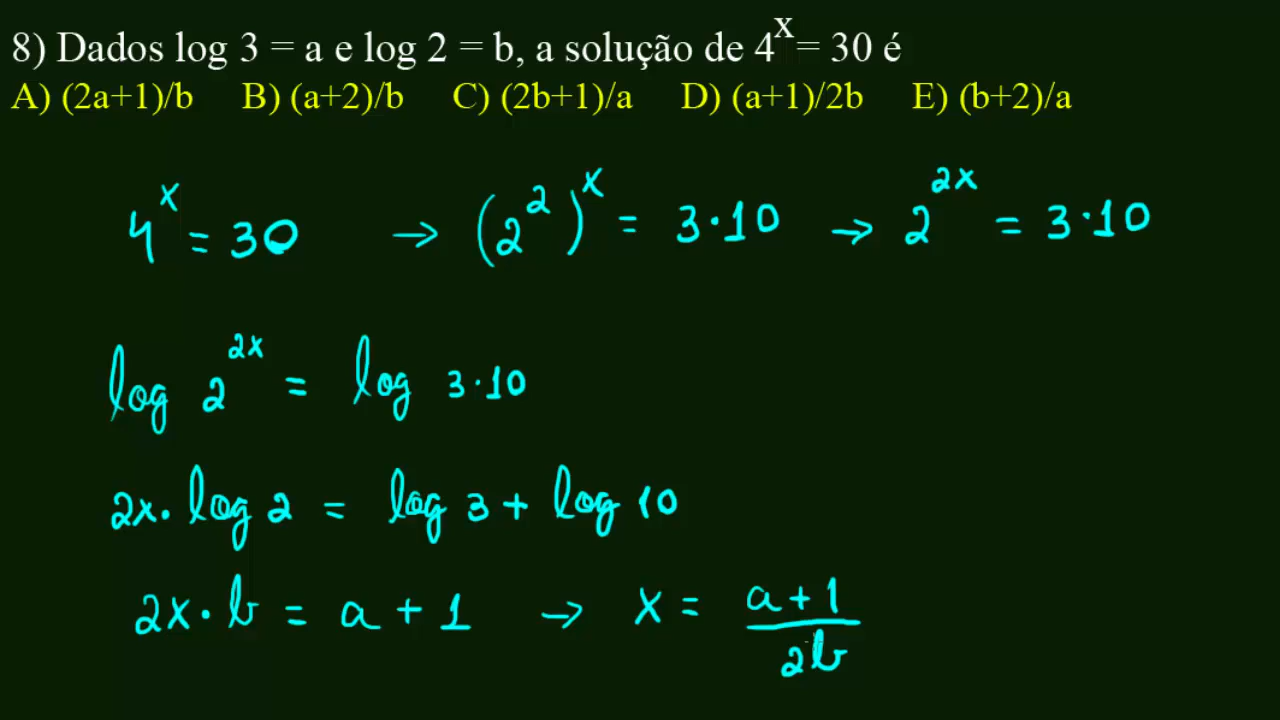 8) Dados log 3 = a e log 2 = b, a solução de 4^x = 30 é
A) (2a+1)/b B) (a+2)/b C) (2b+1)/a D) (a+1)/2b E) (b+2)/a
4^x = 30 → (2^2)^x = 3·10 → 2^2x = 3·10
log 2^2x = log 3·10
2x· log 2 = log 3 + log 10
2x · b = a + 1 → x = a+1/2b